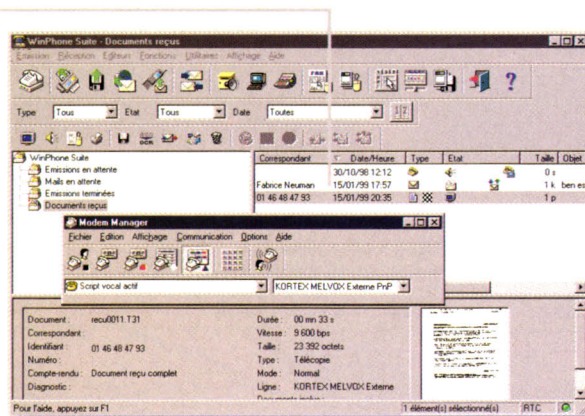 WinPhone Suite - Documents reçus
Emission Réception Editeurs Fonctions Utilitaires Affichage Aide
Type Tous Etat Tous Date Toutes
OCR
WinPhone Suite
Emissions en attente
Mails en attente
Emissions terminées
Documents reçus
Correspondant Date/Heure Type Etat Taille Objet
30/10/98 12:12 0 s
Fabrice Neuman 15/01/99 17:57 1 k ben es
01 46 48 47 93 15/01/99 20:35 1 p
Modem Manager
Fichier Edition Affichage Communication Options Aide
Script vocal actif KORTEX MELVOX Externe PnP
Document : recu0011.T31
Correspondant :
Identifiant : 01 46 48 47 93
Numéro :
Compte-rendu : Document reçu complet
Diagnostic :
Durée : 00 mn 33 s
Vitesse : 9 600 bps
Taille : 23 392 octets
Type : Télécopie
Mode : Normal
Ligne : KORTEX MELVOX Externe
Documents inclus :
Pour l'aide, appuyez sur F1 1 élément(s) sélectionné(s) RTC